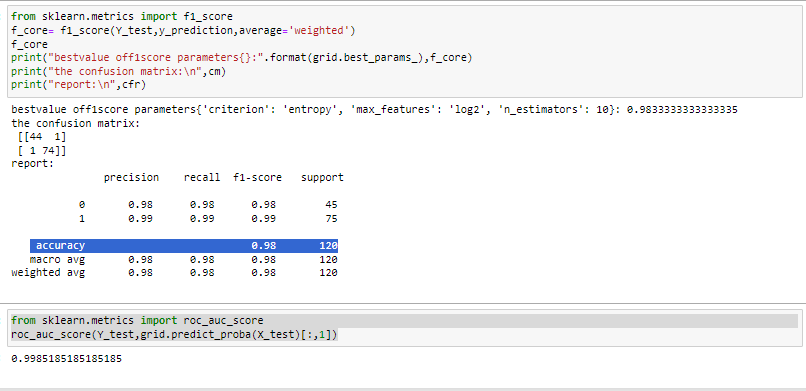 from sklearn.metrics import f1_score
f_core= f1_score(Y_test,y_prediction,average='weighted')
f_core
print("bestvalue off1score parameters{}:".format(grid.best_params_),f_core)
print("the confusion matrix:\n",cm)
print("report:\n",cfr)
bestvalue off1score parameters{'criterion': 'entropy', 'max_features': 'log2', 'n_estimators': 10}: 0.9833333333333335
the confusion matrix:
[[44 1]
[ 1 74]]
report:
precision recall f1-score support
0 0.98 0.98 0.98 45
1 0.99 0.99 0.99 75
accuracy 0.98 120
macro avg 0.98 0.98 0.98 120
weighted avg 0.98 0.98 0.98 120
from sklearn.metrics import roc_auc_score
roc_auc_score(Y_test,grid.predict_proba(X_test)[:,1])
0.9985185185185185